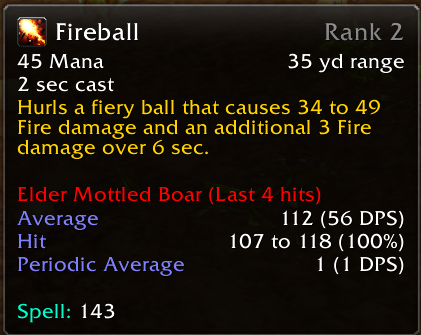 Fireball Rank 2
45 Mana 35 yd range
2 sec cast
Hurls a fiery ball that causes 34 to 49
Fire damage and an additional 3 Fire
damage over 6 sec.
Elder Mottled Boar (Last 4 hits)
Average 112 (56 DPS)
Hit 107 to 118 (100%)
Periodic Average 1 (1 DPS)
Spell: 143